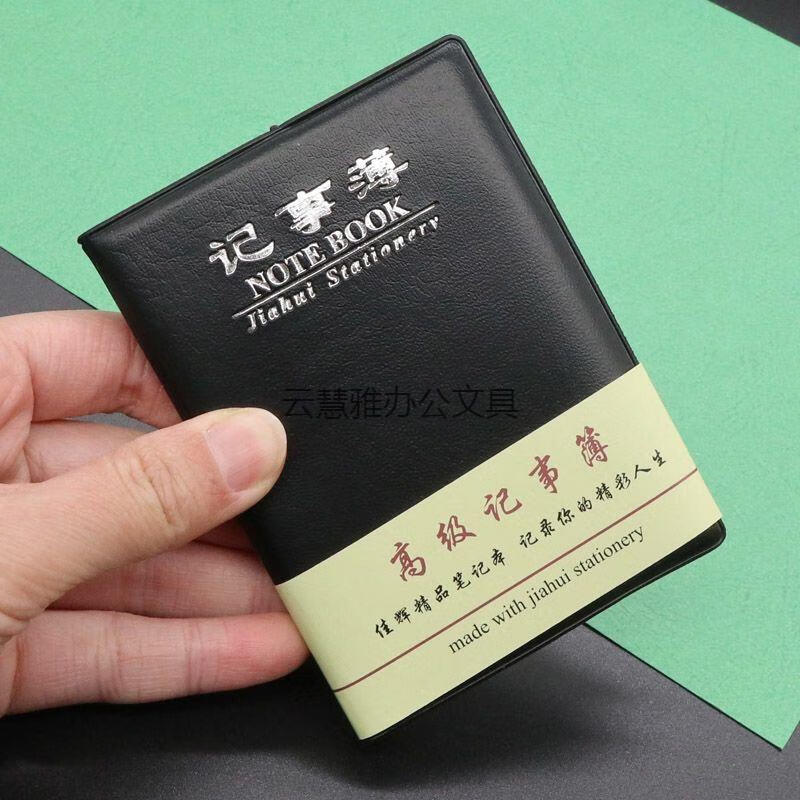 记事薄
NOTE BOOK
Jiahui Stationery
云慧雅办公文具
高级记事簿
佳辉精品笔记本 记录你的精彩人生
made with jiahui stationery